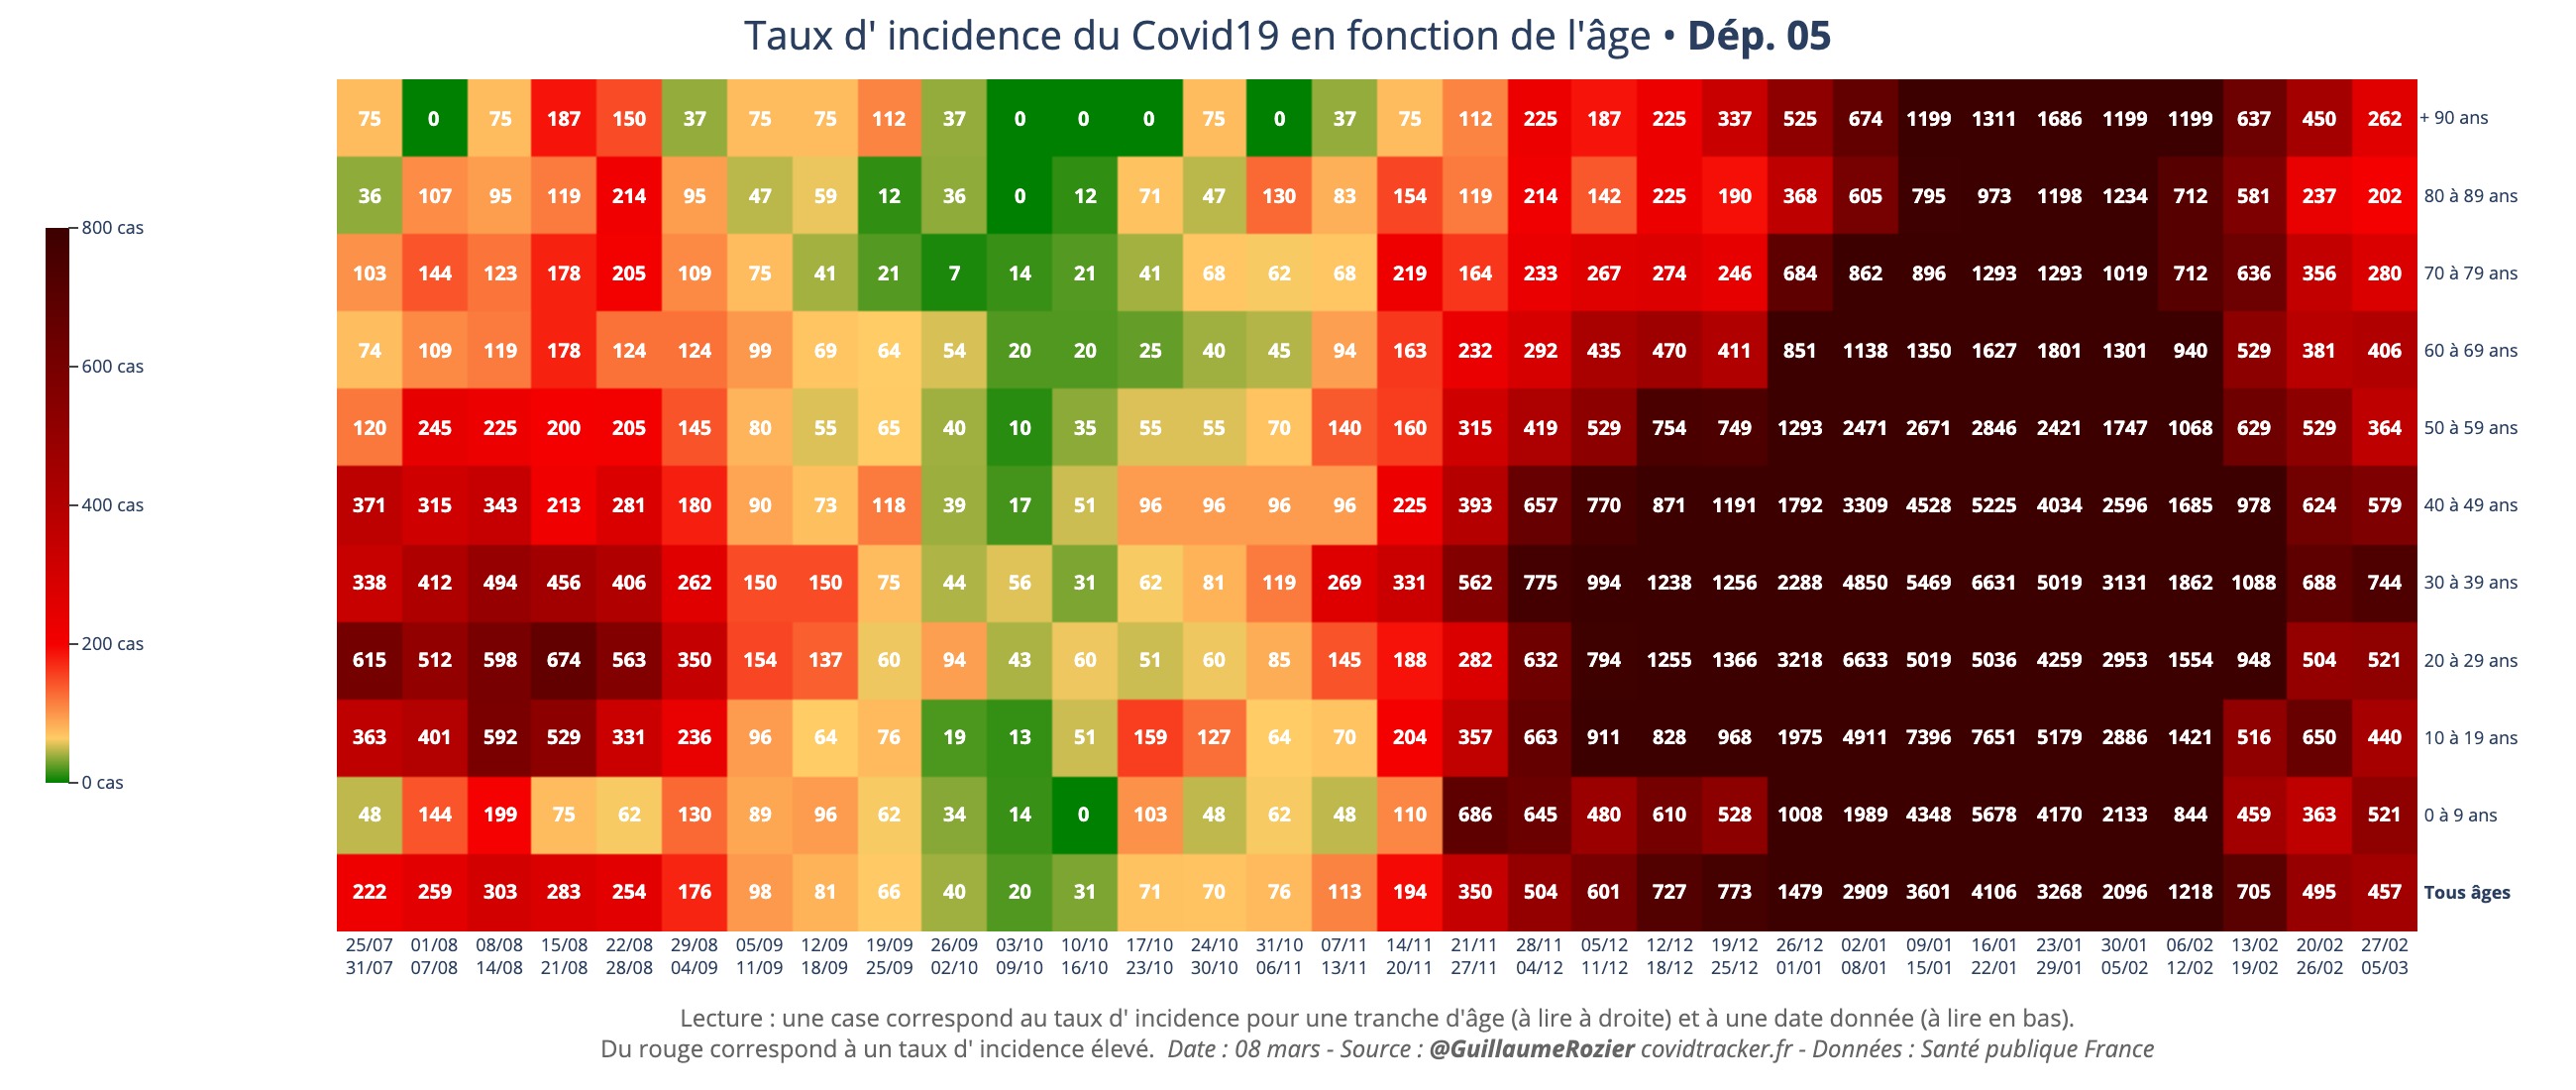 Taux d' incidence du Covid19 en fonction de l'âge • Dép. 05
800 cas
600 cas
400 cas
200 cas
0 cas
75 0 75 187 150 37 75 75 112 37 0 0 0 75 0 37 75 112 225 187 225 337 525 674 1199 1311 1686 1199 1199 637 450 262 + 90 ans
36 107 95 119 214 95 47 59 12 36 0 12 71 47 130 83 154 119 214 142 225 190 368 605 795 973 1198 1234 712 581 237 202 80 à 89 ans
103 144 123 178 205 109 75 41 21 7 14 21 41 68 62 68 219 164 233 267 274 246 684 862 896 1293 1293 1019 712 636 356 280 70 à 79 ans
74 109 119 178 124 124 99 69 64 54 20 20 25 40 45 94 163 232 292 435 470 411 851 1138 1350 1627 1801 1301 940 529 381 406 60 à 69 ans
120 245 225 200 205 145 80 55 65 40 10 35 55 55 70 140 160 315 419 529 754 749 1293 2471 2671 2846 2421 1747 1068 629 529 364 50 à 59 ans
371 315 343 213 281 180 90 73 118 39 17 51 96 96 96 96 225 393 657 770 871 1191 1792 3309 4528 5225 4034 2596 1685 978 624 579 40 à 49 ans
338 412 494 456 406 262 150 150 75 44 56 31 62 81 119 269 331 562 775 994 1238 1256 2288 4850 5469 6631 5019 3131 1862 1088 688 744 30 à 39 ans
615 512 598 674 563 350 154 137 60 94 43 60 51 60 85 145 188 282 632 794 1255 1366 3218 6633 5019 5036 4259 2953 1554 948 504 521 20 à 29 ans
363 401 592 529 331 236 96 64 76 19 13 51 159 127 64 70 204 357 663 911 828 968 1975 4911 7396 7651 5179 2886 1421 516 650 440 10 à 19 ans
48 144 199 75 62 130 89 96 62 34 14 0 103 48 62 48 110 686 645 480 610 528 1008 1989 4348 5678 4170 2133 844 459 363 521 0 à 9 ans
222 259 303 283 254 176 98 81 66 40 20 31 71 70 76 113 194 350 504 601 727 773 1479 2909 3601 4106 3268 2096 1218 705 495 457 Tous âges
25/07 01/08 08/08 15/08 22/08 29/08 05/09 12/09 19/09 26/09 03/10 10/10 17/10 24/10 31/10 07/11 14/11 21/11 28/11 05/12 12/12 19/12 26/12 02/01 09/01 16/01 23/01 30/01 06/02 13/02 20/02 27/02
31/07 07/08 14/08 21/08 28/08 04/09 11/09 18/09 25/09 02/10 09/10 16/10 23/10 30/10 06/11 13/11 20/11 27/11 04/12 11/12 18/12 25/12 01/01 08/01 15/01 22/01 29/01 05/02 12/02 19/02 26/02 05/03
Lecture : une case correspond au taux d' incidence pour une tranche d'âge (à lire à droite) et à une date donnée (à lire en bas).
Du rouge correspond à un taux d' incidence élevé. Date : 08 mars - Source : @GuillaumeRozier covidtracker.fr - Données : Santé publique France